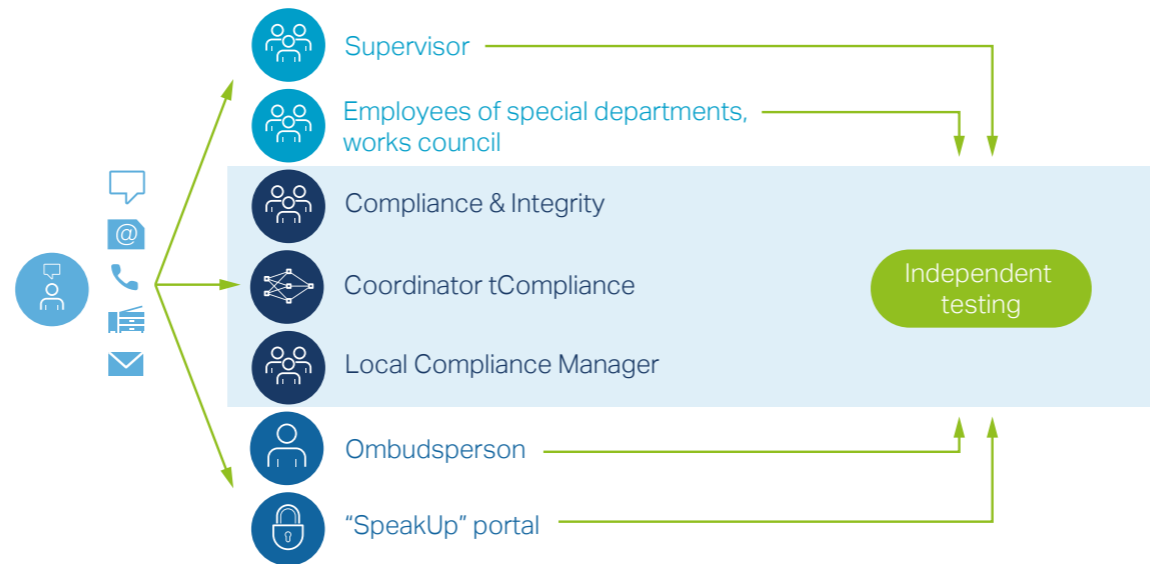 Supervisor
Employees of special departments,
works council
Compliance & Integrity
@
Coordinator tCompliance
Independent
testing
Local Compliance Manager
Ombudsperson
“SpeakUp” portal